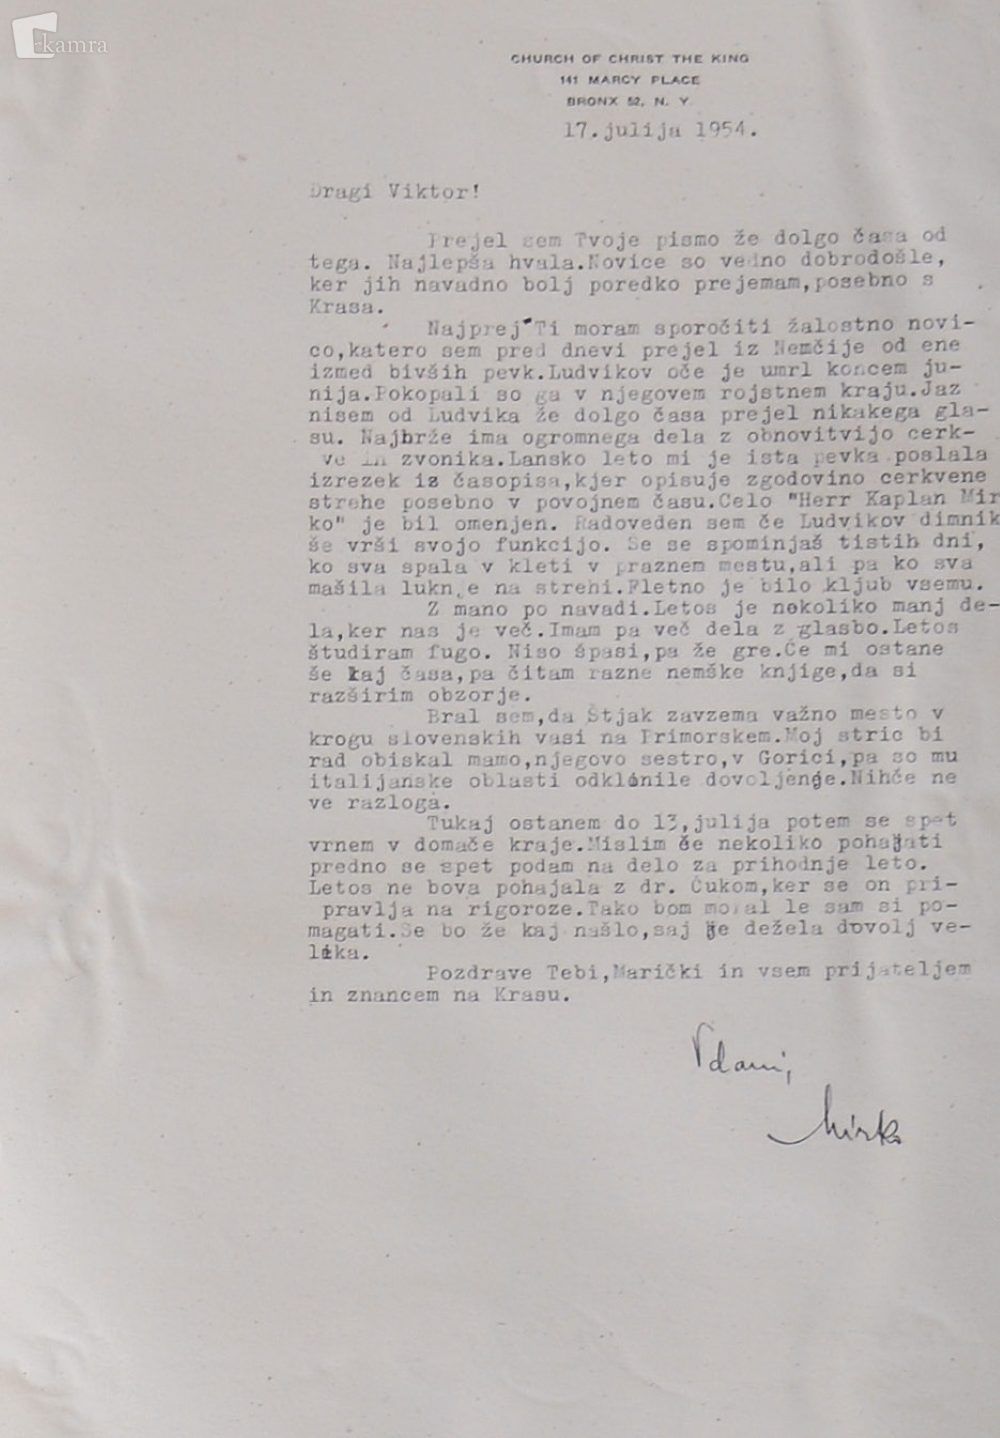 kamra
CHURCH OF CHRIST THE KING
141 MARCY PLACE
BRONX 52, N. Y
17.julija 1954.
Dragi Viktor!
Prejel sem Tvoje pismo že dolgo časa od
tega. Najlepša hvala.Novice so vedno dobrodošle,
ker jih navadno bolj poredko prejemam,posebno s
Krasa.
Najprej Ti moram sporočiti žalostno novi-
co,katero sem pred dnevi prejel iz Nemčije od ene
izmed bivših pevk.Ludvikov oče je umrl koncem ju-
nija.Pokopali so ga v njegovem rojstnem kraju.Jaz
nisem od Ludvika že dolgo časa prejel nikakega gla-
su. Najbrže ima ogromnega dela z obnovitvijo cerk-
ve in zvonika.Lansko leto mi je ista pevka poslala
izrezek iz časopisa,kjer opisuje zgodovino cerkvene
strehe posebno v povojnem času.Celo "Herr Kaplan Mir
ko" je bil omenjen. Radoveden sem če Ludvikov dimnik
še vrši svojo funkcijo. Se se spominjaš tistih dni,
ko sva spala v kleti v praznem mestu,ali pa ko sva
mašila luknje na strehi.Fletno je bilo kljub vsemu.
Z mano po navadi.Letos je nekoliko manj de-
la,ker nas je več.Imam pa več dela z glasbo.Letos
študiram fugo. Niso špasi,pa že gre.Če mi ostane
še kaj časa,pa čitam razne nemške knjige,da si
razširim obzorje.
Bral sem,da Štjak zavzema važno mesto v
krogu slovenskih vasi na Primorskem.Moj stric bi
rad obiskal mamo,njegovo sestro,v Gorici,pa so mu
italijanske oblasti odklonile dovoljenje.Nihče ne
ve razloga.
Tukaj ostanem do 13,julija potem se spet
vrnem v domače kraje.Mislim še nekoliko pohajati
predno se spet podam na delo za prihodnje leto.
Letos ne bova pohajala z dr. Čukom,ker se on pri-
pravlja na rigoroze.Tako bom moral le sam si po-
magati.Se bo že kaj našlo,saj je dežela dovolj ve-
lika.
Pozdrave Tebi,Marički in vsem prijateljem
in znancem na Krasu.
Vdani,
Mirko